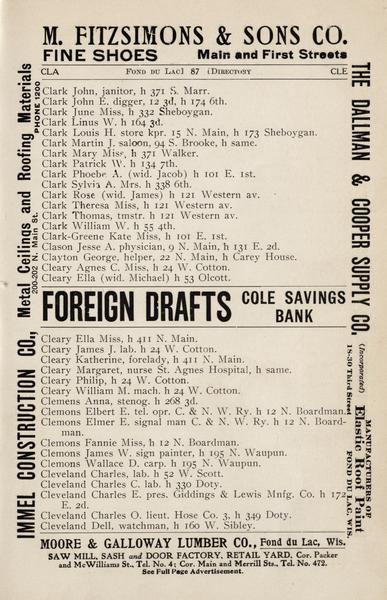 M. FITZSIMONS & SONS CO.
FINE SHOES Main and First Streets
CLA FOND DU LAC] 87 (DIRECTORY CLE
Clark John, janitor, h 371 S. Marr.
Clark John E. digger, 12 3d, h 174 6th.
Clark June Miss, h 332 Sheboygan.
Clark Linus W. h 164 3d.
Clark Louis H. store kpr. 15 N. Main, h 173 Sheboygan.
Clark Martin J. saloon, 94 S. Brooke, h same.
Clark Mary Miss, h 371 Walker.
Clark Patrick W. h 134 7th.
Clark Phoebe A. (wid. Jacob) h 101 E. 1st.
Clark Sylvia A. Mrs. h 338 6th.
Clark Rose (wid. James) h 121 Western av.
Clark Theresa Miss, h 121 Western av.
Clark Thomas, tmstr. h 121 Western av.
Clark William W. h 55 4th.
Clark-Greene Kate Miss, h 101 E. 1st.
Clason Jesse A. physician, 9 N. Main, h 131 E. 2d.
Clayton George, helper, 22 N. Main, h Carey House.
Cleary Agnes C. Miss, h 24 W. Cotton.
Cleary Ella (wid. Michael) h 53 Olcott.
FOREIGN DRAFTS COLE SAVINGS
BANK
Cleary Ella Miss, h 411 N. Main.
Cleary James J. lab. h 24 W. Cotton.
Cleary Katherine, forelady, h 411 N. Main.
Cleary Margaret, nurse St. Agnes Hospital, h same.
Cleary Philip, h 24 W. Cotton.
Cleary William M. mach. h 24 W. Cotton.
Clemens Anna, stenog. h 268 3d.
Clemons Elbert E. tel. opr. C. & N. W. Ry. h 12 N. Boardman.
Clemons Elmer E. signal man C. & N. W. Ry. h 12 N. Board-
man.
Clemons Fannie Miss, h 12 N. Boardman.
Clemons James W. sign painter, h 195 N. Waupun.
Clemons Wallace D. carp. h 195 N. Waupun.
Cleveland Charles, lab. h 52 W. Scott.
Cleveland Charles C. lab. h 330 Doty.
Cleveland Charles E. pres. Giddings & Lewis Mnfg. Co. h 172
E. 2d.
Cleveland Charles O. lieut. Hose Co. 3, h 349 Doty.
Cleveland Dell, watchman, h 160 W. Sibley.
MOORE & GALLOWAY LUMBER CO., Fond du Lac, Wis.
SAW MILL, SASH and DOOR FACTORY, RETAIL YARD, Cor. Packer
and McWilliams St., Tel. No. 4; Cor. Main and Merrill Sts., Tel. No. 472.
See Full Page Advertisement.
IMMEL CONSTRUCTION CO., Metal Ceilings and Roofing Materials
200-202 N. Main St. PHONE 1200
THE DALLMAN & COOPER SUPPLY CO.
(Incorporated)
18-30 Third Street
MANUFACTURERS OF
Elastic Roof Paint
FOND DU LAC, WIS.